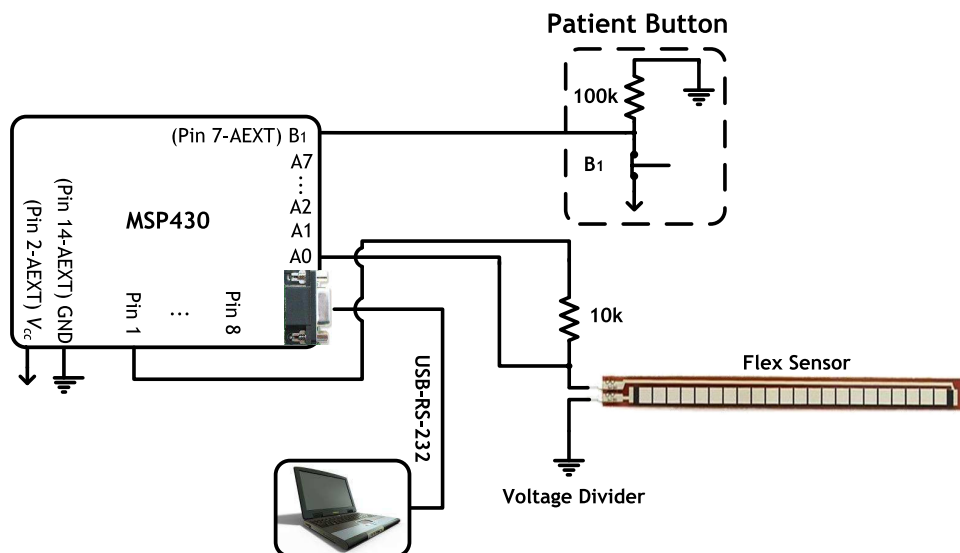 Patient Button
100k
(Pin 7-AEXT) B1
B1
A7
...
A2
A1
A0
MSP430
(Pin 14-AEXT) GND
(Pin 2-AEXT) Vcc
Pin 1
...
Pin 8
10k
USB-RS-232
Flex Sensor
Voltage Divider